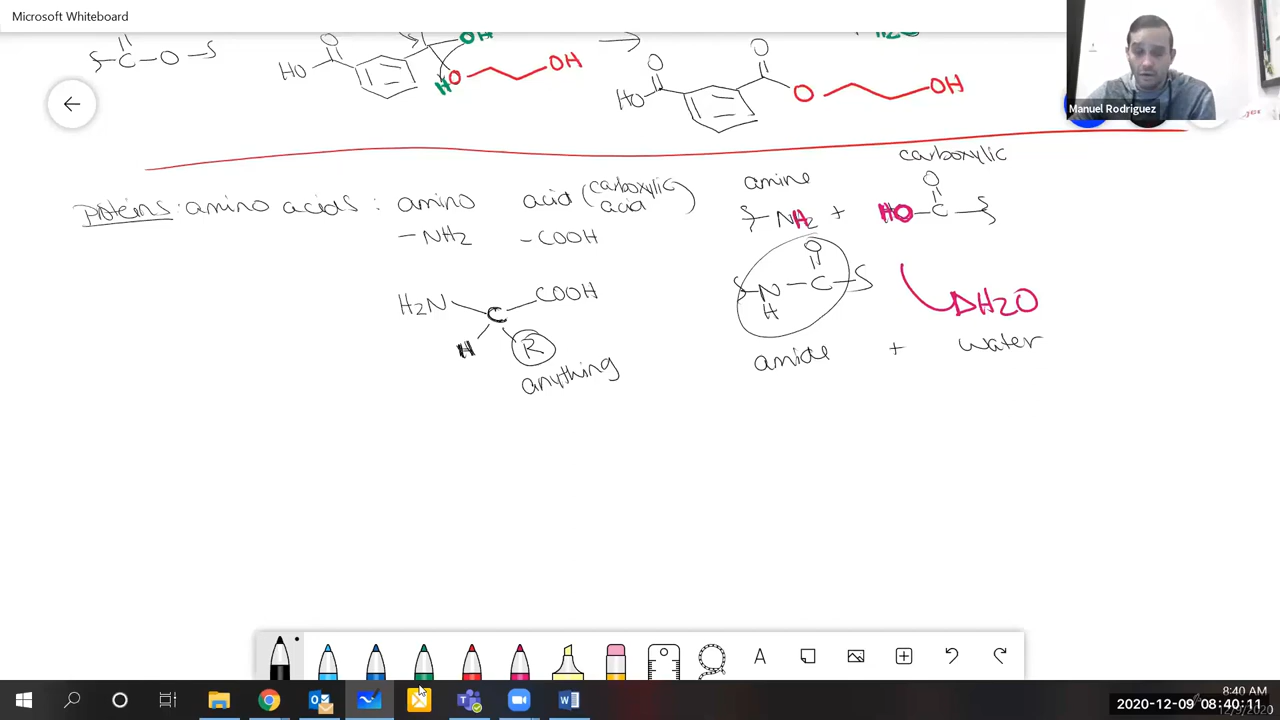 Microsoft Whiteboard
C O
O
HO
OH
H
O OH
H2O
O
HO
O
O OH
Manuel Rodriguez
Proteins: amino acids: amino acid (carboxylic acid)
-NH2 -COOH
H2N C COOH
H R
anything
amine carboxylic
NH2 + HO C
O
N C
O
H
H2O
amide + water
8:40 AM
2020-12-09 08:40:11